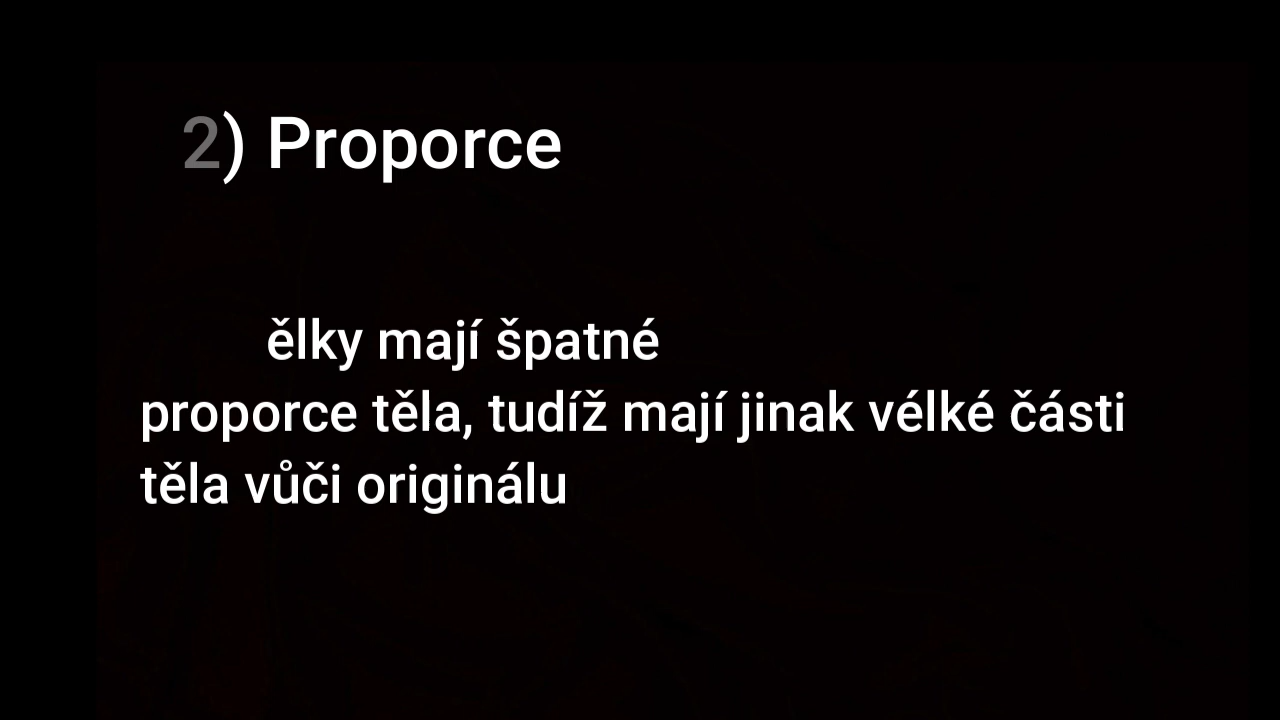 2) Proporce
ělky mají špatné
proporce těla, tudíž mají jinak vélké části
těla vůči originálu